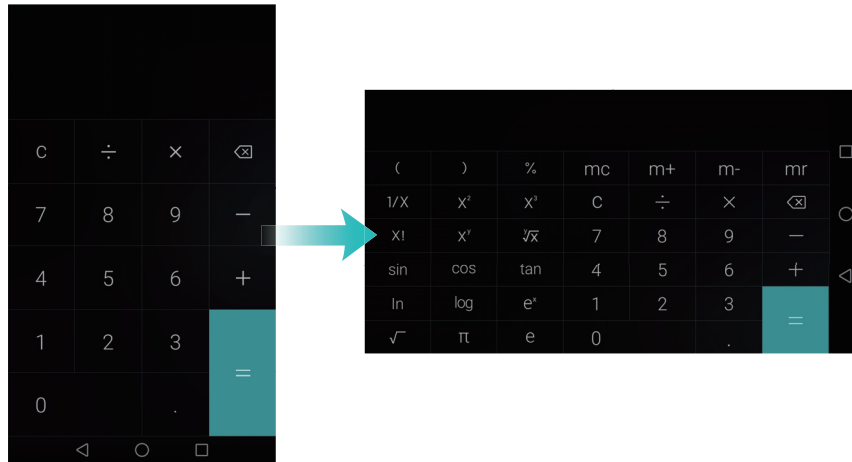 C ÷ × ⌫
7 8 9 −
4 5 6 +
1 2 3
=
0 .
( ) % mc m+ m- mr
1/X X² X³ C ÷ × ⌫
X! Xʸ ʸ√x 7 8 9 −
sin cos tan 4 5 6 +
ln log eˣ 1 2 3
=
√ π e 0 .